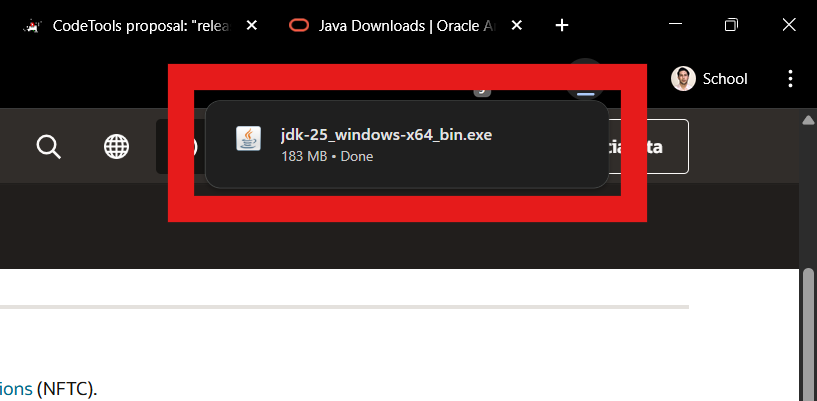 CodeTools proposal: "relea
Java Downloads | Oracle A
School
jdk-25_windows-x64_bin.exe
183 MB • Done
ions (NFTC).